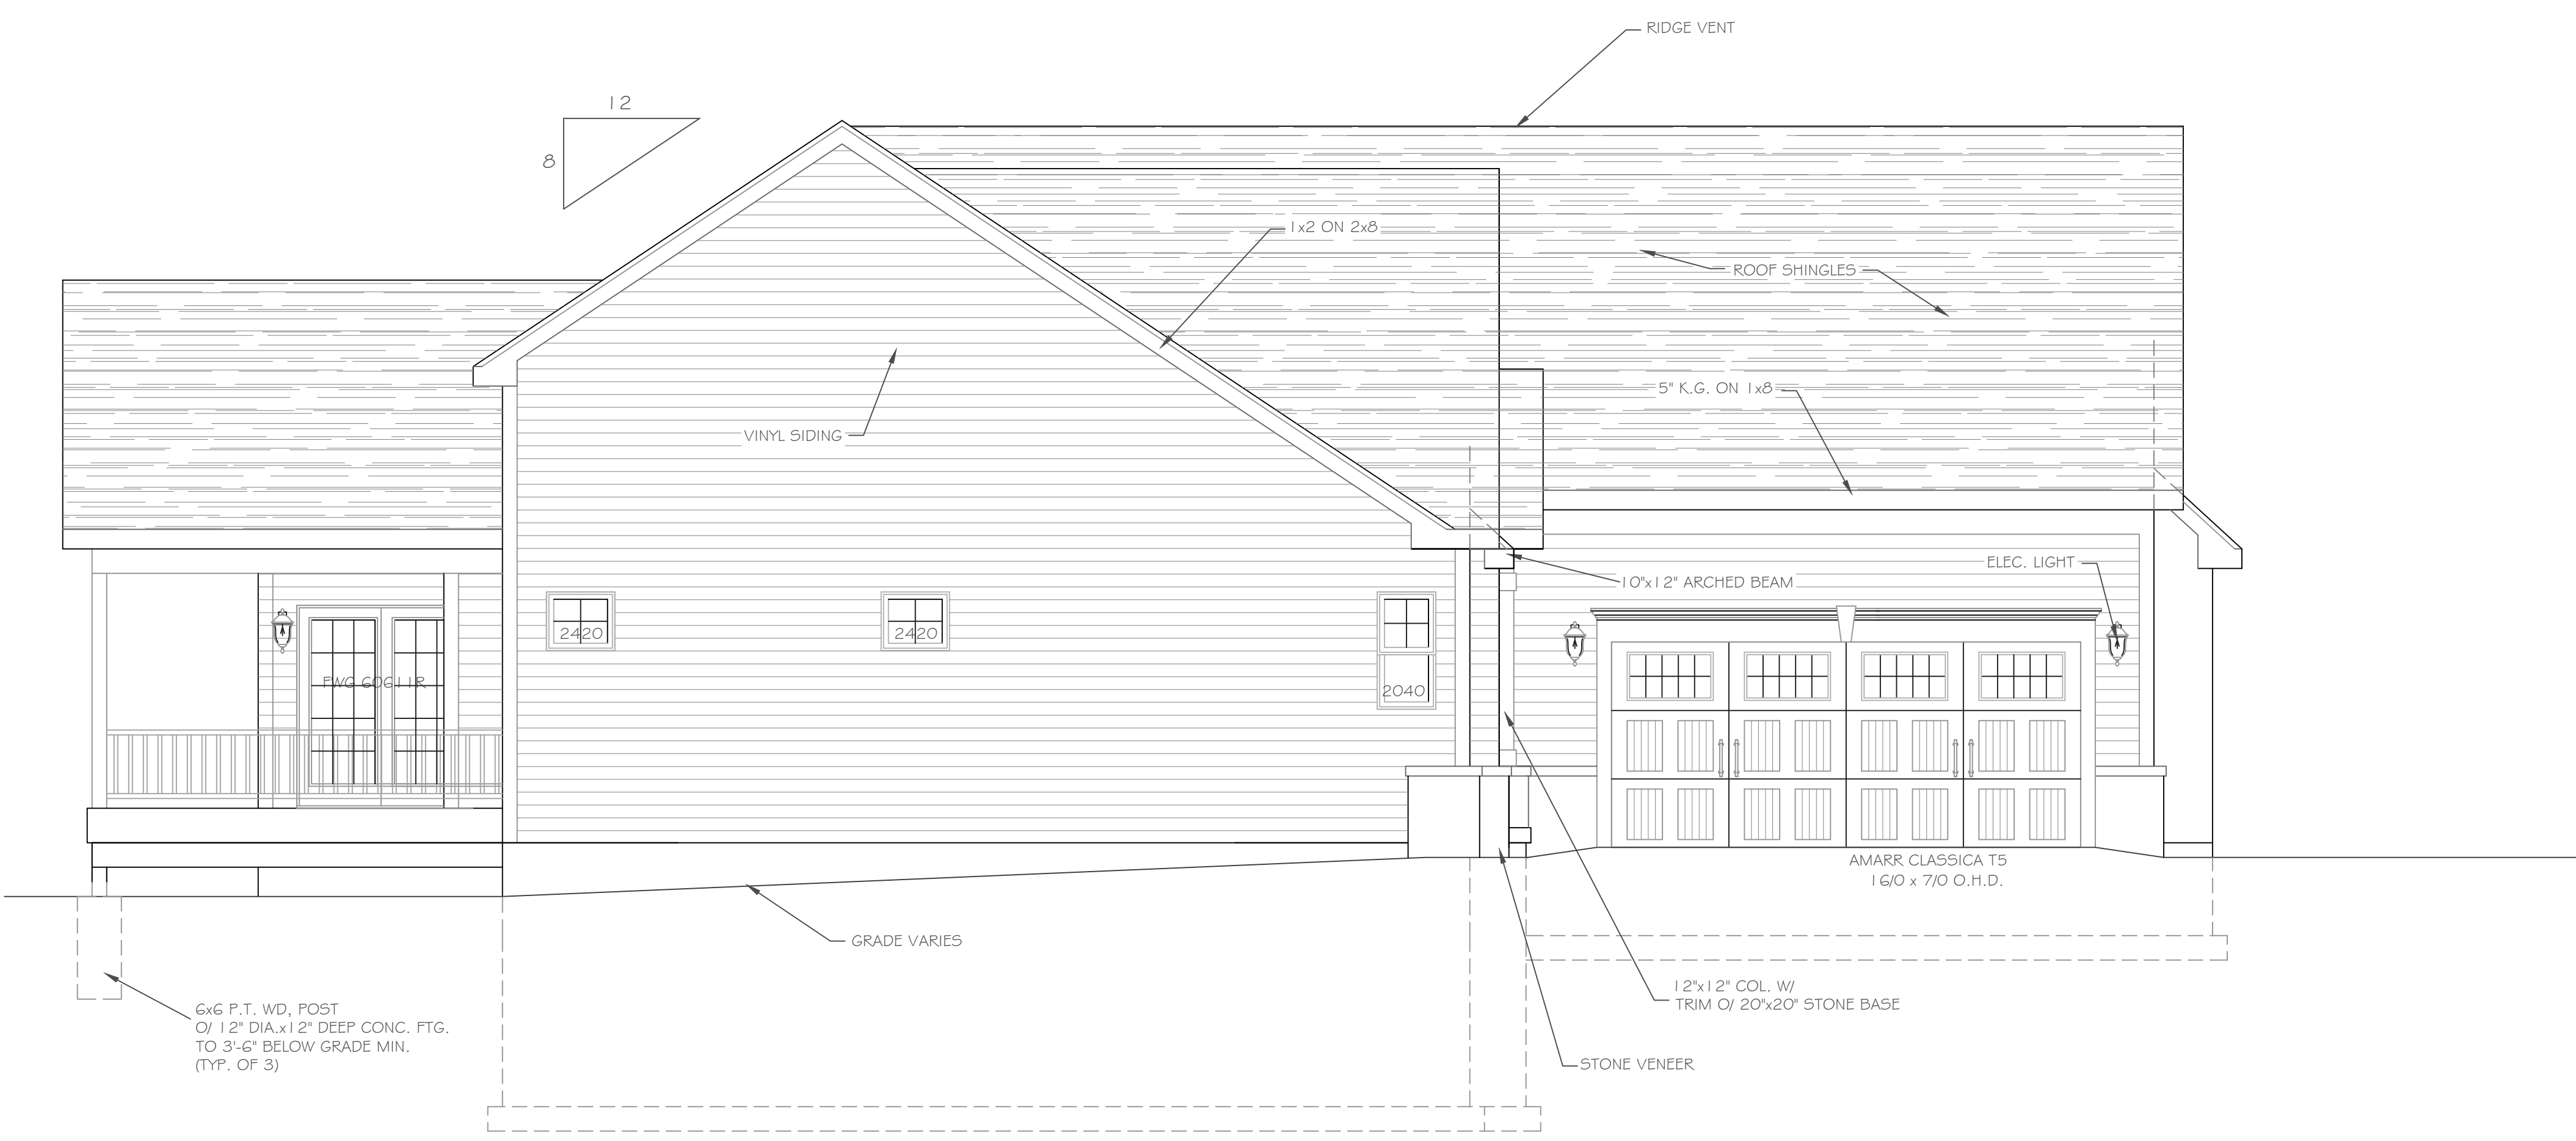 RIDGE VENT
12
8
1x2 ON 2x8
ROOF SHINGLES
5" K.G. ON 1x8
VINYL SIDING
ELEC. LIGHT
10"x12" ARCHED BEAM
2420
2420
FWG 60611R
2040
AMARR CLASSICA T5
16/0 x 7/0 O.H.D.
GRADE VARIES
12"x12" COL. W/
TRIM O/ 20"x20" STONE BASE
6x6 P.T. WD, POST
O/ 12" DIA.x12" DEEP CONC. FTG.
TO 3'-6" BELOW GRADE MIN.
(TYP. OF 3)
STONE VENEER